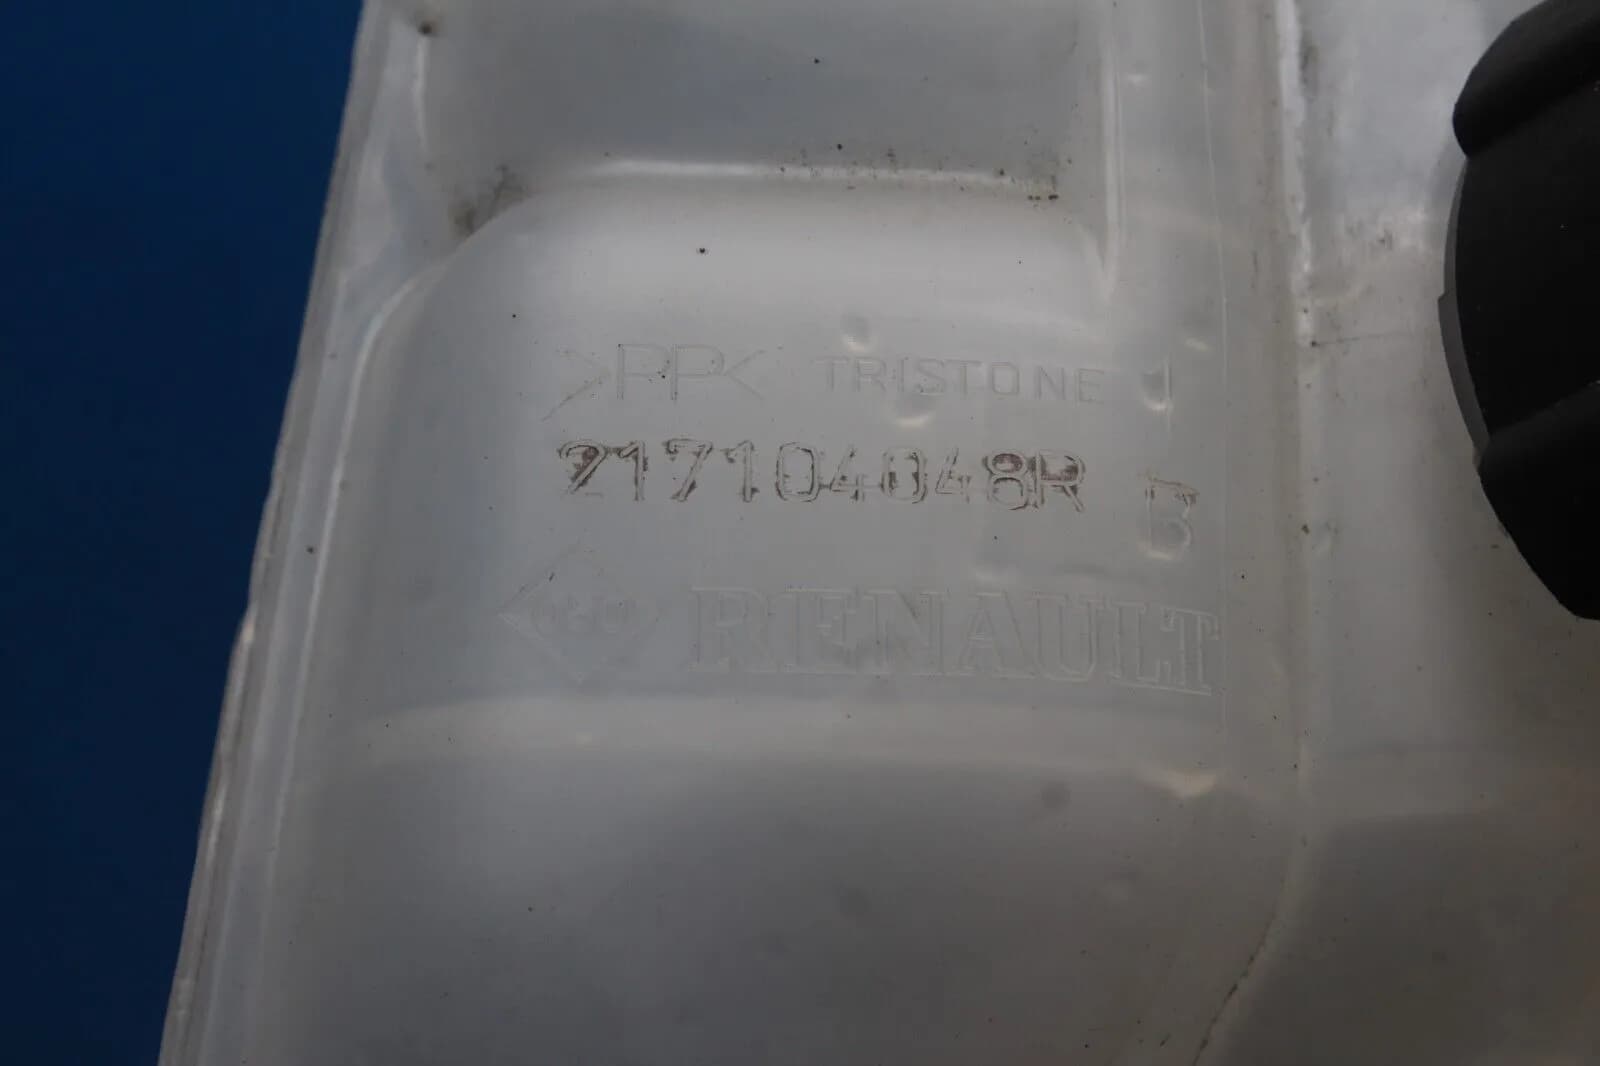 >PP< TRISTONE
217104048R B
RENAULT